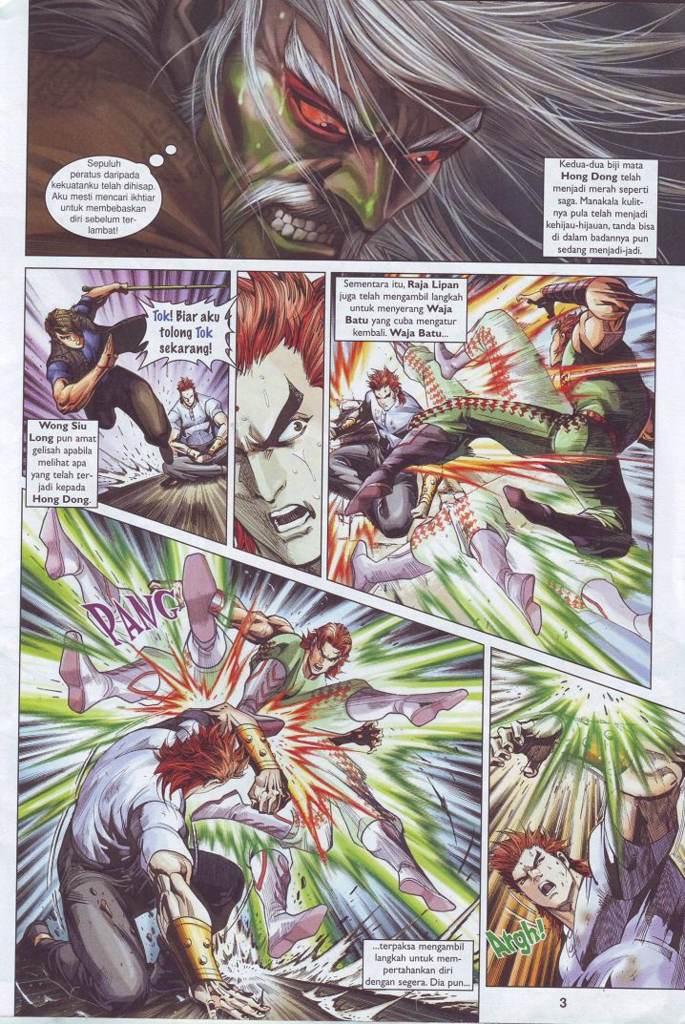 Sepuluh
peratus daripada
kekuatanku telah dihisap.
Aku mesti mencari ikhtiar
untuk membebaskan
diri sebelum ter-
lambat!
Kedua-dua biji mata
Hong Dong telah
menjadi merah seperti
saga. Manakala kulit-
nya pula telah menjadi
kehijau-hijauan, tanda bisa
di dalam badannya pun
sedang menjadi-jadi.
Tok! Biar aku
tolong Tok
sekarang!
Wong Siu
Long pun amat
gelisah apabila
melihat apa
yang telah ter-
jadi kepada
Hong Dong.
Sementara itu, Raja Lipan
juga telah mengambil langkah
untuk menyerang Waja
Batu yang cuba mengatur
kembali. Waja Batu...
PANG
...terpaksa mengambil
langkah untuk mem-
pertahankan diri
dengan segera. Dia pun...
Argh!
3